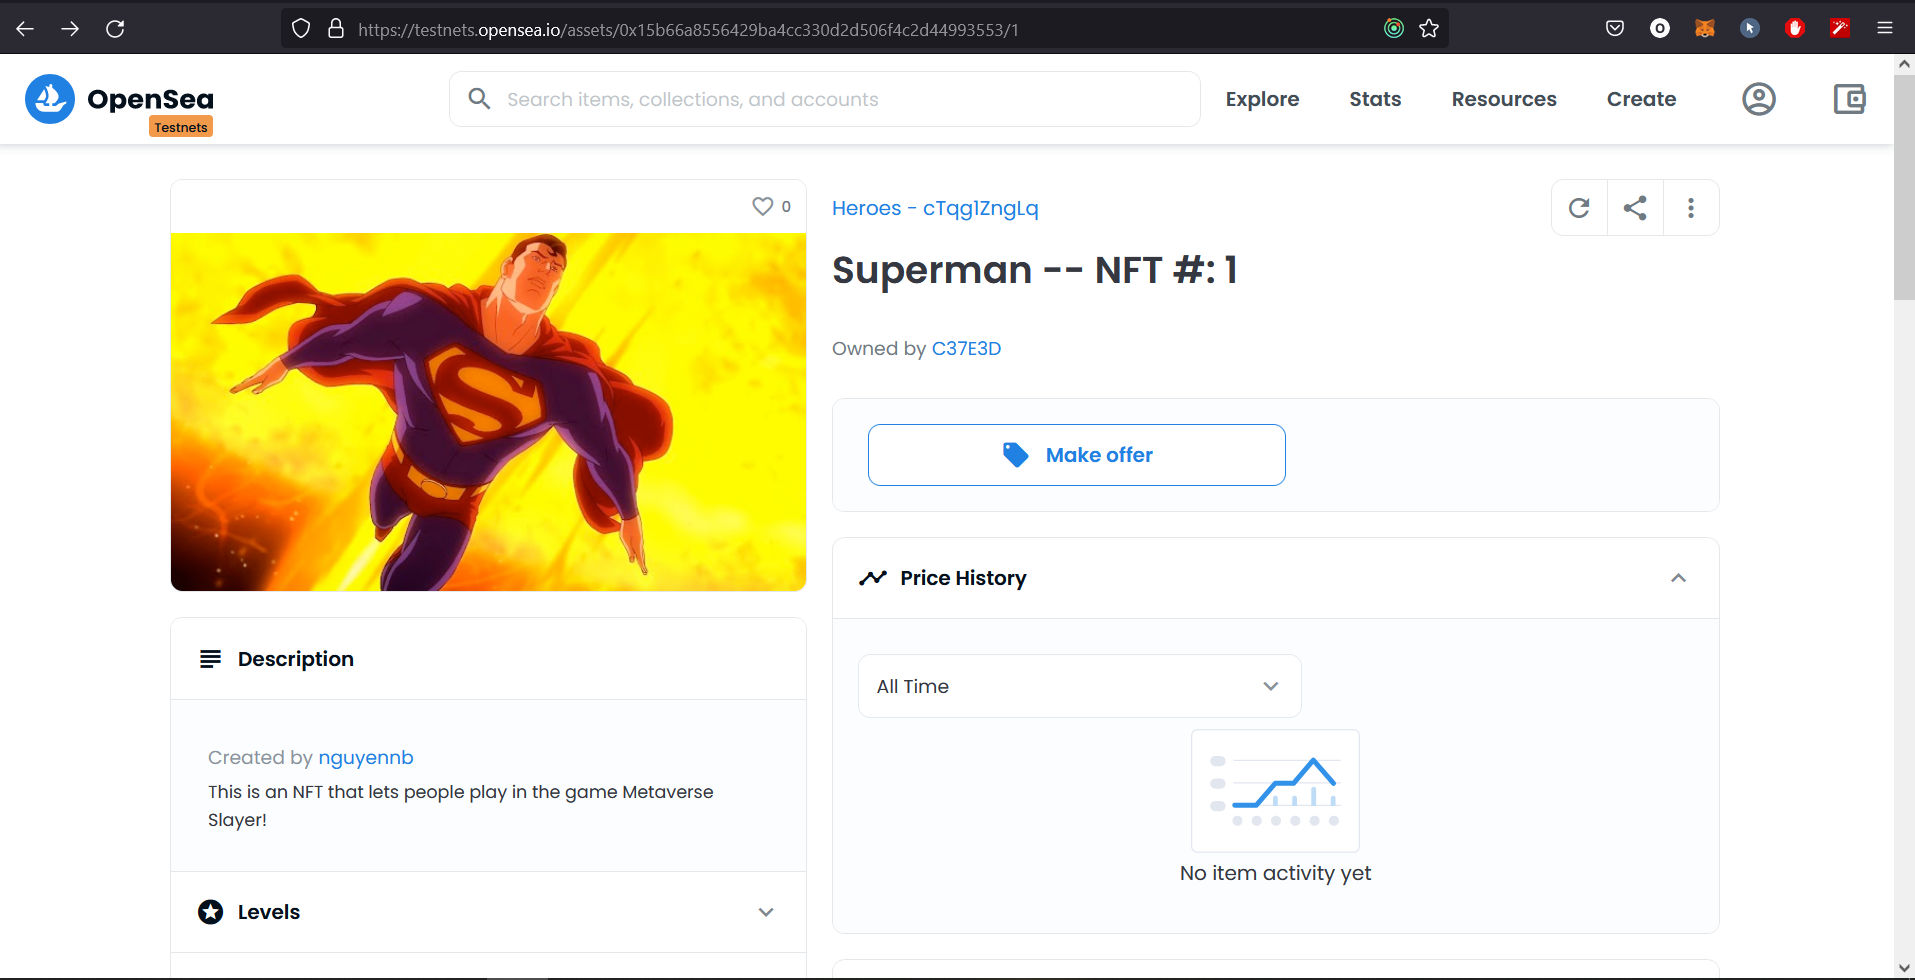 https://testnets.opensea.io/assets/0x15b66a8556429ba4cc330d2d506f4c2d44993553/1
OpenSea
Testnets
Search items, collections, and accounts
Explore
Stats
Resources
Create
0
Heroes - cTqg1ZngLq
Superman -- NFT #: 1
Owned by C37E3D
Make offer
Price History
All Time
No item activity yet
S
Description
Created by nguyennb
This is an NFT that lets people play in the game Metaverse
Slayer!
Levels